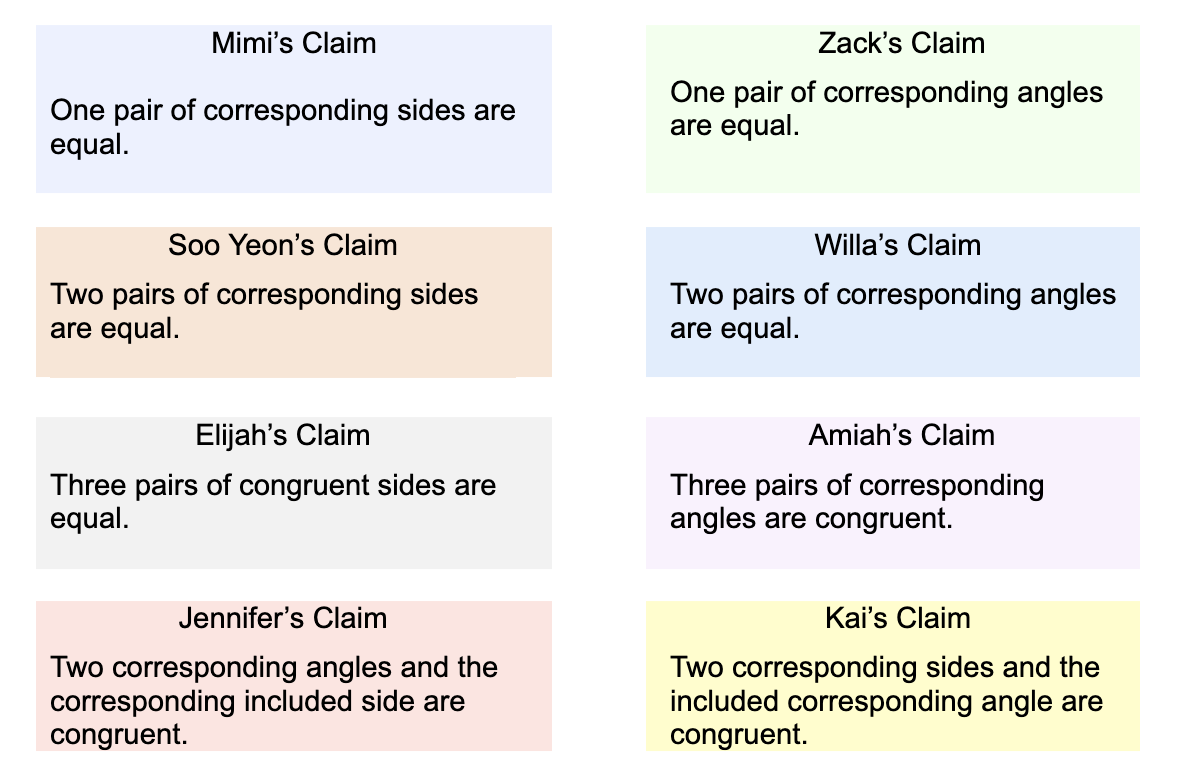 Mimi’s Claim
One pair of corresponding sides are
equal.
Zack’s Claim
One pair of corresponding angles
are equal.
Soo Yeon’s Claim
Two pairs of corresponding sides
are equal.
Willa’s Claim
Two pairs of corresponding angles
are equal.
Elijah’s Claim
Three pairs of congruent sides are
equal.
Amiah’s Claim
Three pairs of corresponding
angles are congruent.
Jennifer’s Claim
Two corresponding angles and the
corresponding included side are
congruent.
Kai’s Claim
Two corresponding sides and the
included corresponding angle are
congruent.